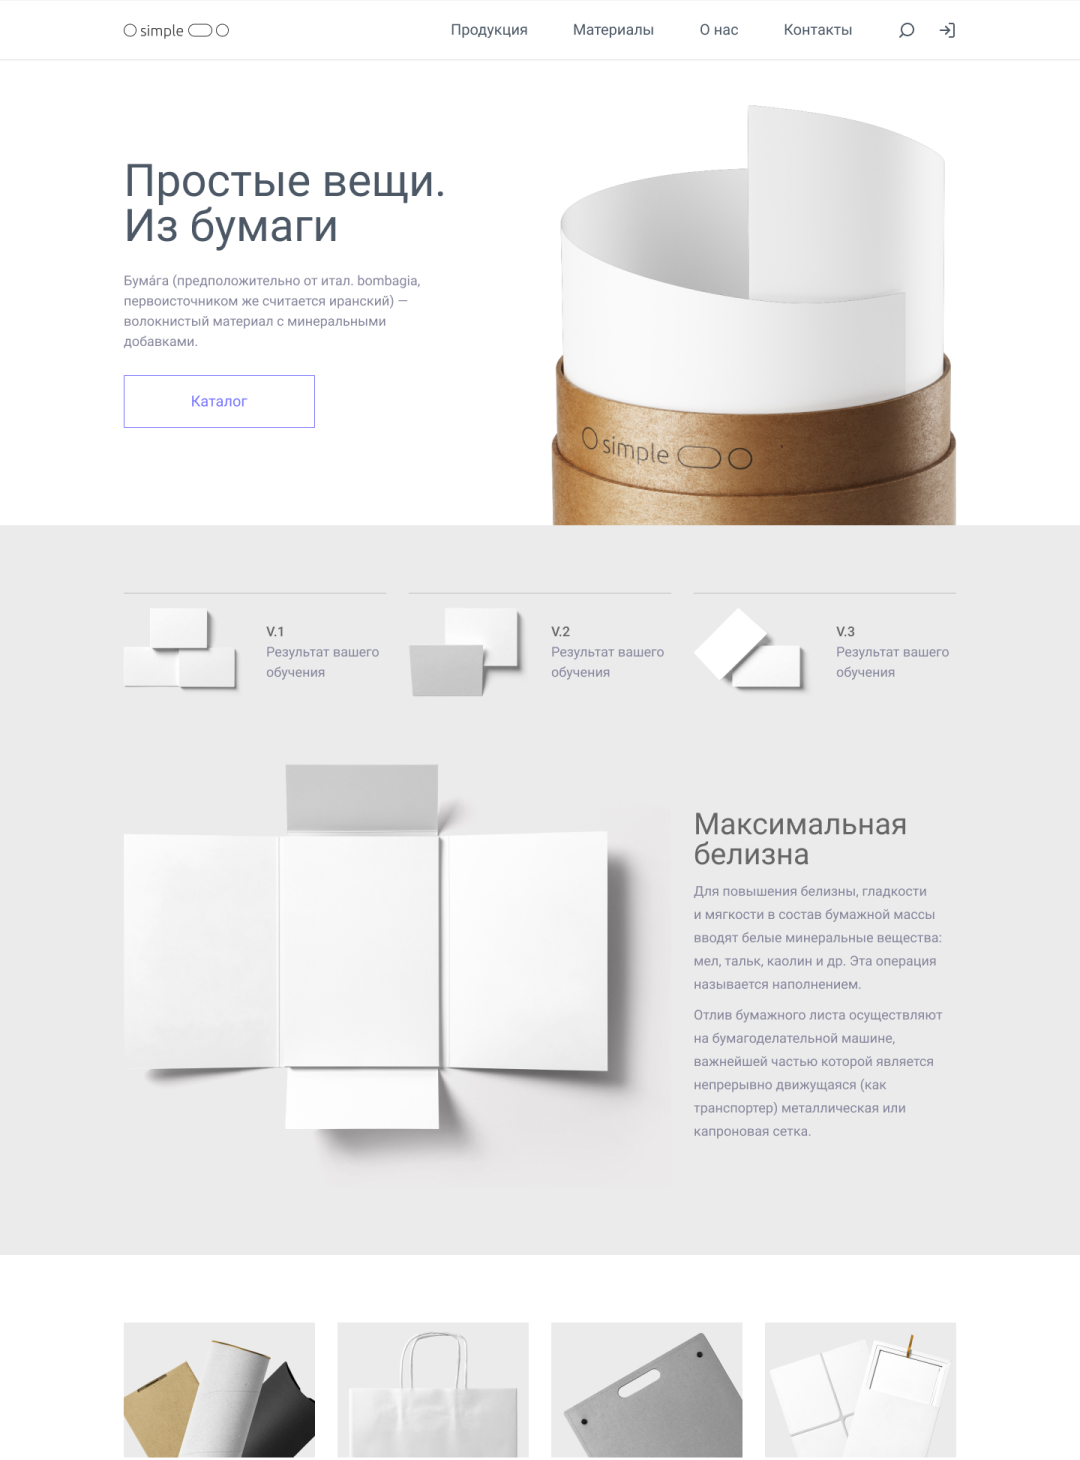 simple
Продукция
Материалы
О нас
Контакты
Простые вещи.
Из бумаги
Бума́га (предположительно от итал. bombagia,
первоисточником же считается иранский) —
волокнистый материал с минеральными
добавками.
Каталог
simple
V.1
Результат вашего
обучения
V.2
Результат вашего
обучения
V.3
Результат вашего
обучения
Максимальная
белизна
Для повышения белизны, гладкости
и мягкости в состав бумажной массы
вводят белые минеральные вещества:
мел, тальк, каолин и др. Эта операция
называется наполнением.
Отлив бумажного листа осуществляют
на бумагоделательной машине,
важнейшей частью которой является
непрерывно движущаяся (как
транспортер) металлическая или
капроновая сетка.